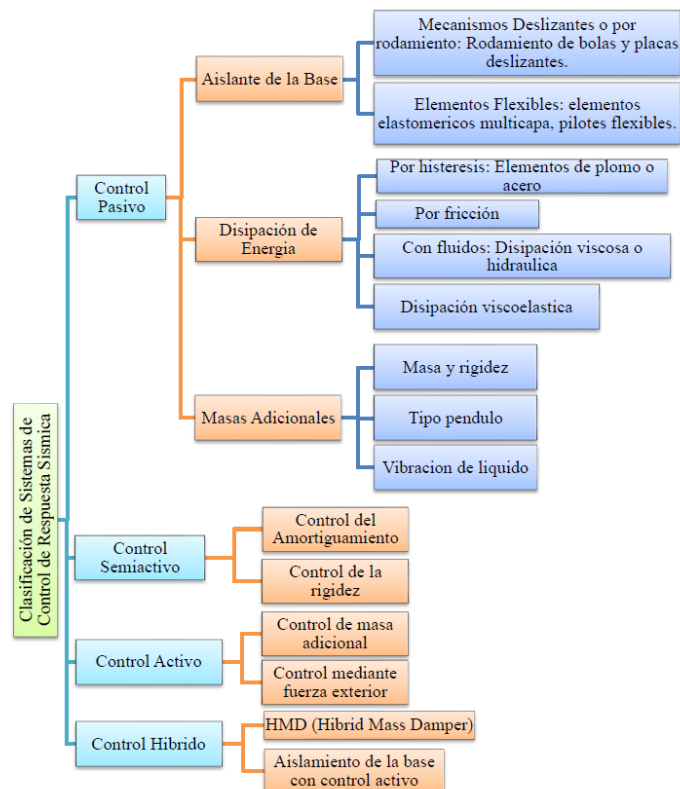 Clasificación de Sistemas de
Control de Respuesta Sismica
Control
Pasivo
Aislante de la Base
Mecanismos Deslizantes o por
rodamiento: Rodamiento de bolas y placas
deslizantes.
Elementos Flexibles: elementos
elastomericos multicapa, pilotes flexibles.
Disipación de
Energia
Por histeresis: Elementos de plomo o
acero
Por fricción
Con fluidos: Disipación viscosa o
hidraulica
Disipación viscoelastica
Masas Adicionales
Masa y rigidez
Tipo pendulo
Vibracion de liquido
Control
Semiactivo
Control del
Amortiguamiento
Control de la
rigidez
Control Activo
Control de masa
adicional
Control mediante
fuerza exterior
Control Hibrido
HMD (Hibrid Mass Damper)
Aislamiento de la base
con control activo